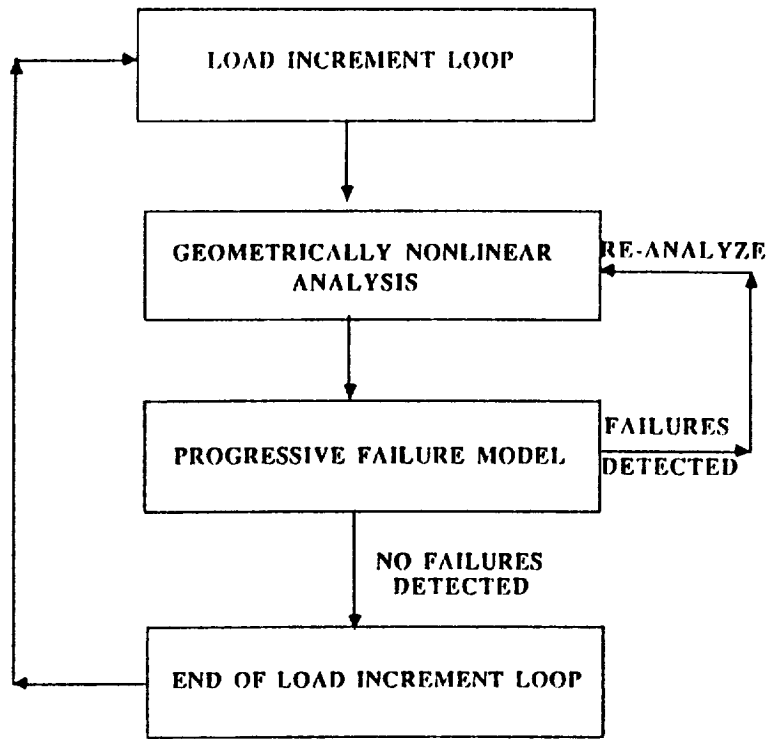 LOAD INCREMENT LOOP
GEOMETRICALLY NONLINEAR
ANALYSIS
RE-ANALYZE
PROGRESSIVE FAILURE MODEL
FAILURES
DETECTED
NO FAILURES
DETECTED
END OF LOAD INCREMENT LOOP